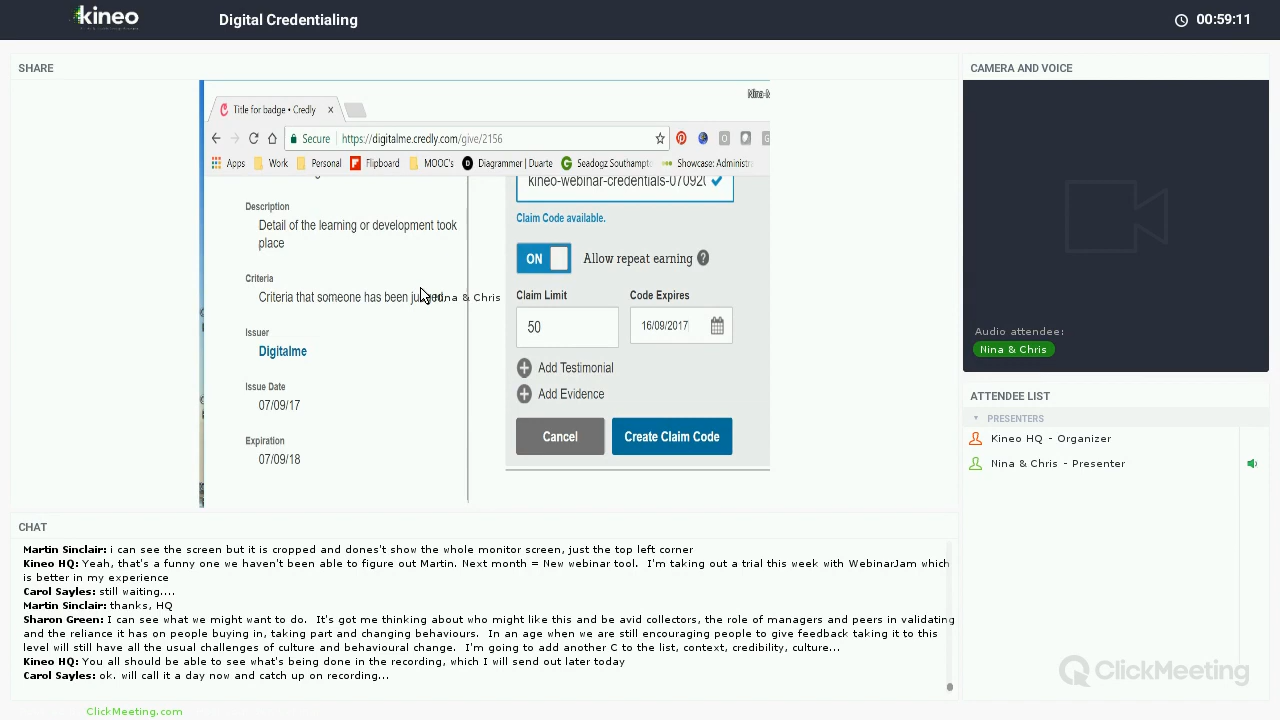 kineo
Digital Credentialing
00:59:11
SHARE
CAMERA AND VOICE
Title for badge • Credly
Secure
https://digitalme.credly.com/give/2156
Apps Work Personal Flipboard MOOC's Diagrammer | Duarte Seadogz Southampto Showcase: Administra
kineo-webinar-credentials-07092
Claim Code available.
Description
Detail of the learning or development took
place
ON Allow repeat earning ?
Criteria
Criteria that someone has been
Nina & Chris
Claim Limit
Code Expires
50
16/09/2017
Issuer
Digitalme
Add Testimonial
Issue Date
07/09/17
Add Evidence
Expiration
07/09/18
Cancel
Create Claim Code
Audio attendee:
Nina & Chris
ATTENDEE LIST
PRESENTERS
Kineo HQ - Organizer
Nina & Chris - Presenter
CHAT
Martin Sinclair: i can see the screen but it is cropped and dones't show the whole monitor screen, just the top left corner
Kineo HQ: Yeah, that's a funny one we haven't been able to figure out Martin. Next month = New webinar tool. I'm taking out a trial this week with WebinarJam which
is better in my experience
Carol Sayles: still waiting....
Martin Sinclair: thanks, HQ
Sharon Green: I can see what we might want to do. It's got me thinking about who might like this and be avid collectors, the role of managers and peers in validating
and the reliance it has on people buying in, taking part and changing behaviours. In an age when we are still encouraging people to give feedback taking it to this
level will still have all the usual challenges of culture and behavioural change. I'm going to add another C to the list, context, credibility, culture...
Kineo HQ: You all should be able to see what's being done in the recording, which I will send out later today
Carol Sayles: ok. will call it a day now and catch up on recording...
ClickMeeting
ClickMeeting.com